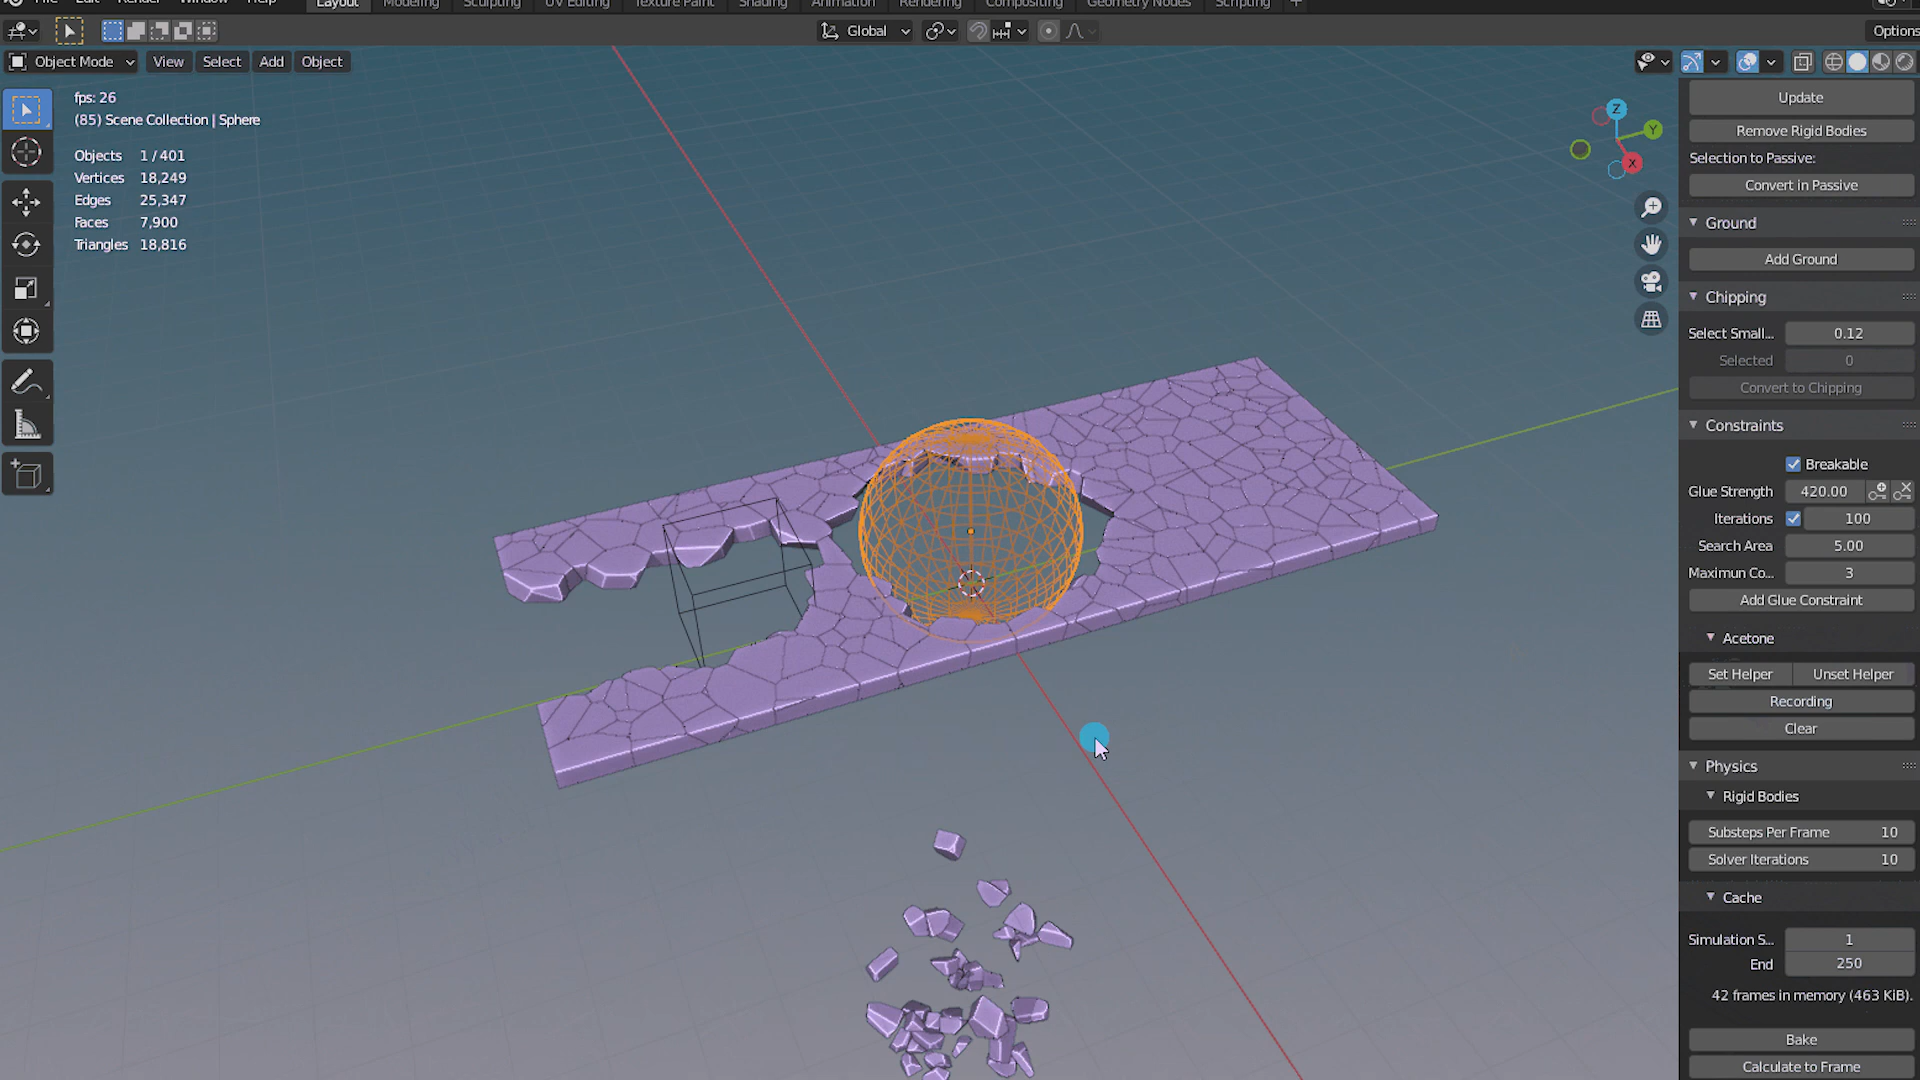 File Edit Render Window Help Layout Modeling Sculpting UV Editing Texture Paint Shading Animation Rendering Compositing Geometry Nodes Scripting +
Global Options
Object Mode View Select Add Object
fps: 26
(85) Scene Collection | Sphere
Objects 1 / 401
Vertices 18,249
Edges 25,347
Faces 7,900
Triangles 18,816
Z
Y
X
Update
Remove Rigid Bodies
Selection to Passive:
Convert in Passive
Ground
Add Ground
Chipping
Select Small... 0.12
Selected 0
Convert to Chipping
Constraints
Breakable
Glue Strength 420.00
Iterations 100
Search Area 5.00
Maximun Co... 3
Add Glue Constraint
Acetone
Set Helper Unset Helper
Recording
Clear
Physics
Rigid Bodies
Substeps Per Frame 10
Solver Iterations 10
Cache
Simulation S... 1
End 250
42 frames in memory (463 KiB).
Bake
Calculate to Frame